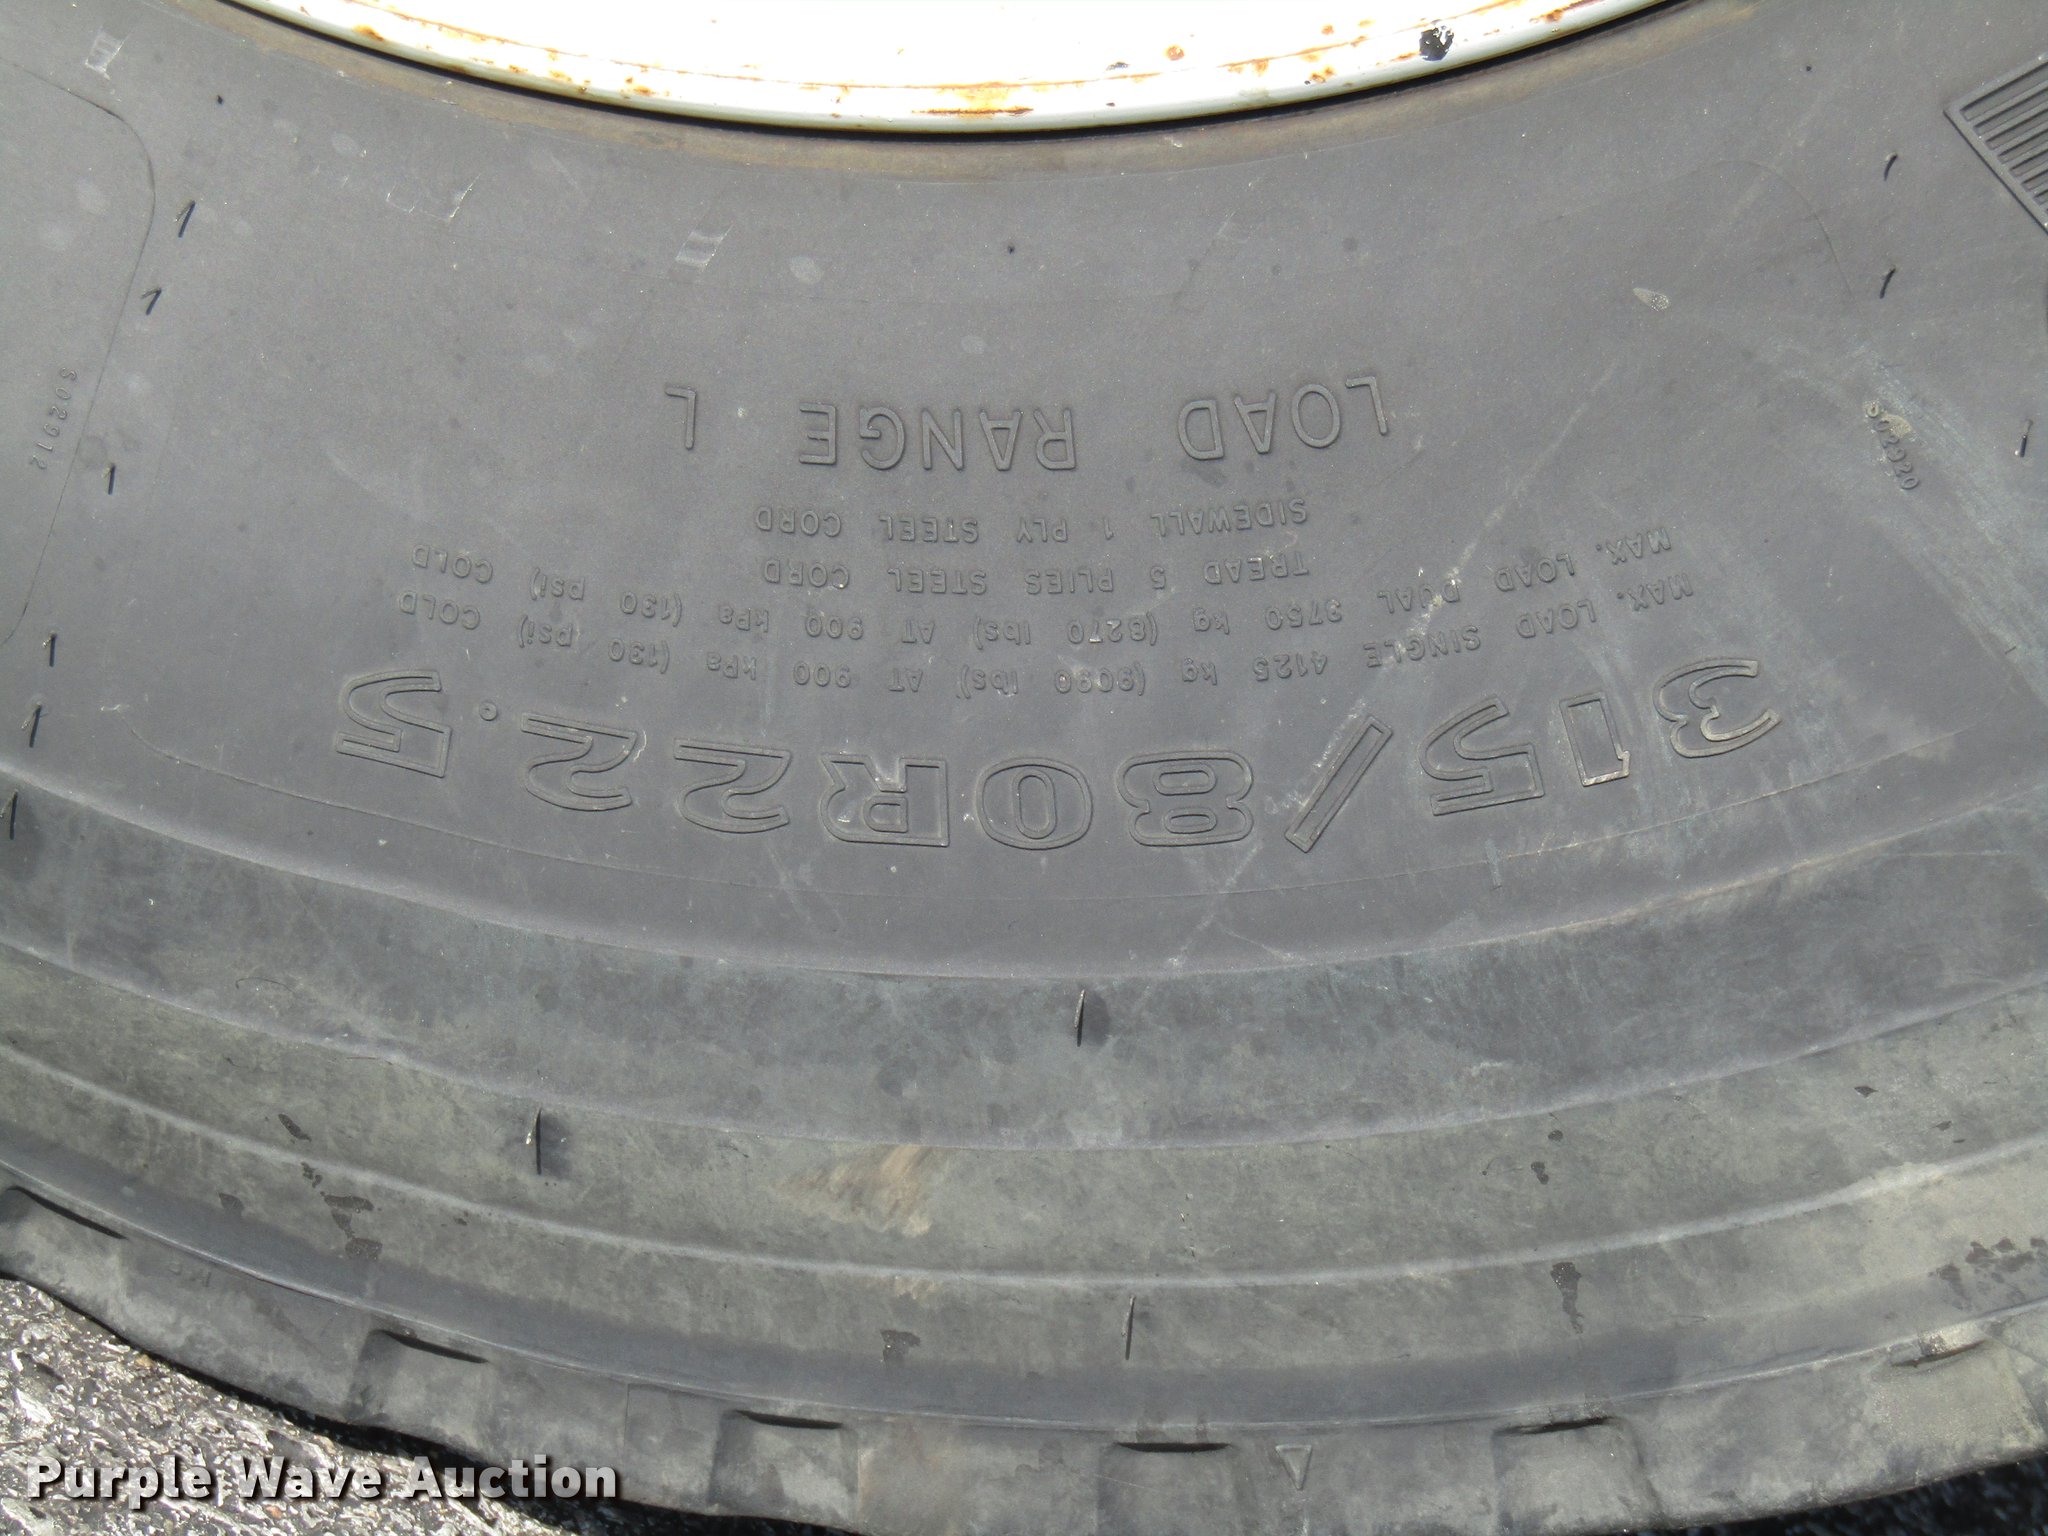 315/80R22.5
MAX. LOAD SINGLE 4125 kg (9090 lbs) AT 900 kPa (130 psi) COLD
MAX. LOAD DUAL 3750 kg (8270 lbs) AT 900 kPa (130 psi) COLD
TREAD 5 PLIES STEEL CORD
SIDEWALL 1 PLY STEEL CORD
LOAD RANGE L
S02912
S02920
Purple Wave Auction